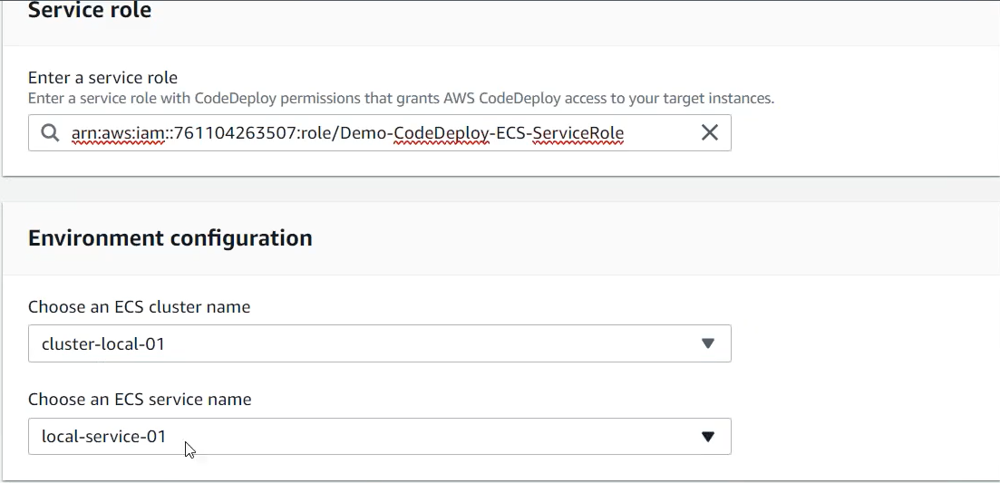 Service role
Enter a service role
Enter a service role with CodeDeploy permissions that grants AWS CodeDeploy access to your target instances.
arn:aws:iam::761104263507:role/Demo-CodeDeploy-ECS-ServiceRole
Environment configuration
Choose an ECS cluster name
cluster-local-01
Choose an ECS service name
local-service-01